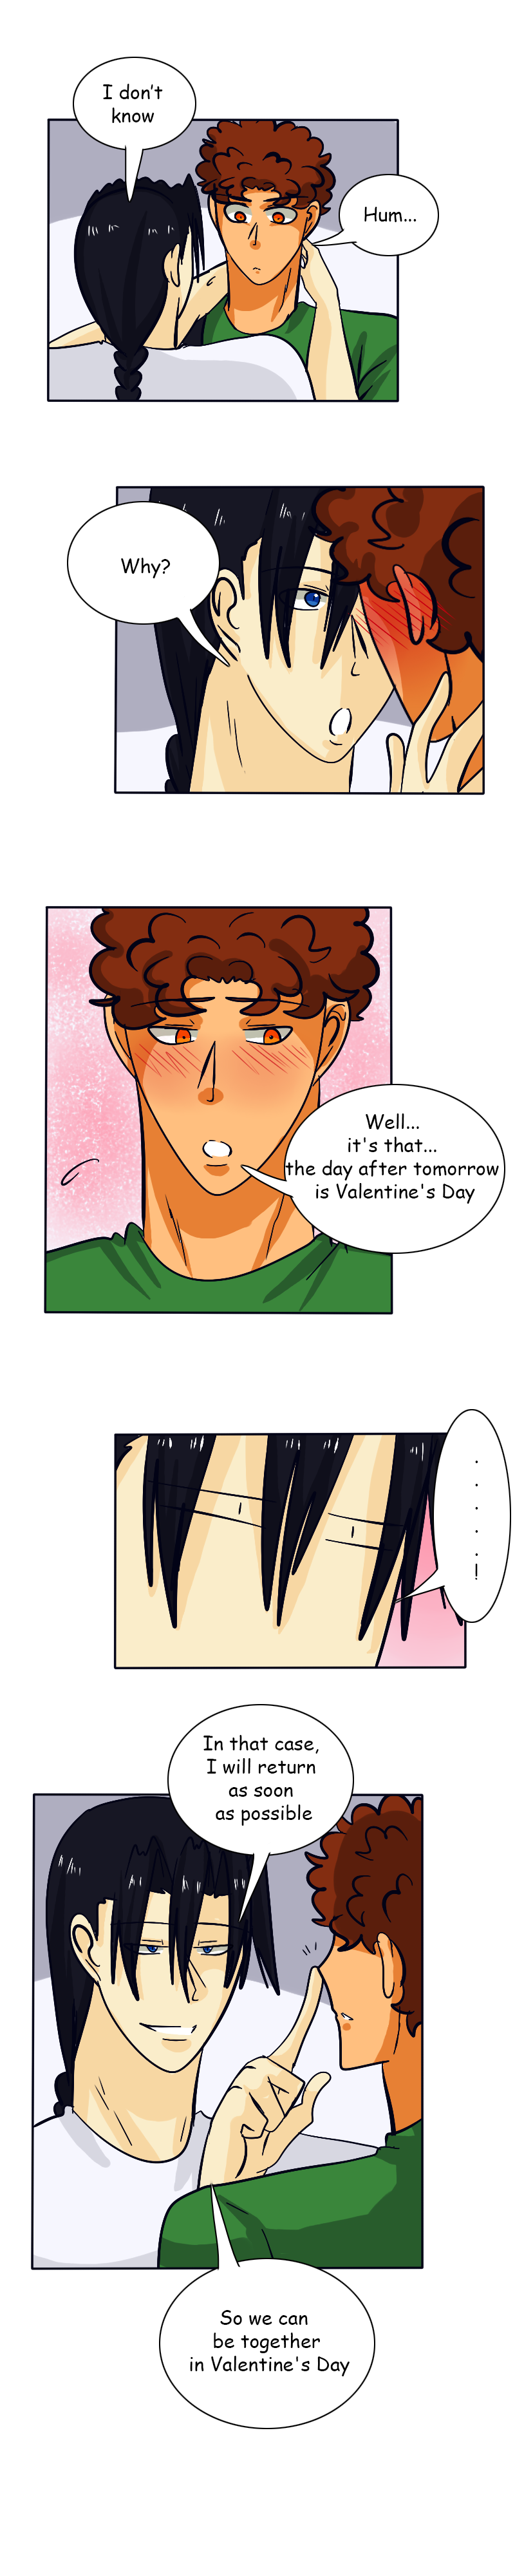 I don't
know
Hum...
Why?
Well...
it's that...
the day after tomorrow
is Valentine's Day
.
.
.
.
.
!
In that case,
I will return
as soon
as possible
So we can
be together
in Valentine's Day